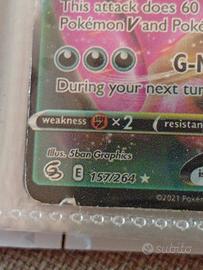 This attack does 60
Pokémon V and Poké
G-
During your next tu
weakness ×2 resistan
Illus. 5ban Graphics
E 157/264
©2021 Poké
subito